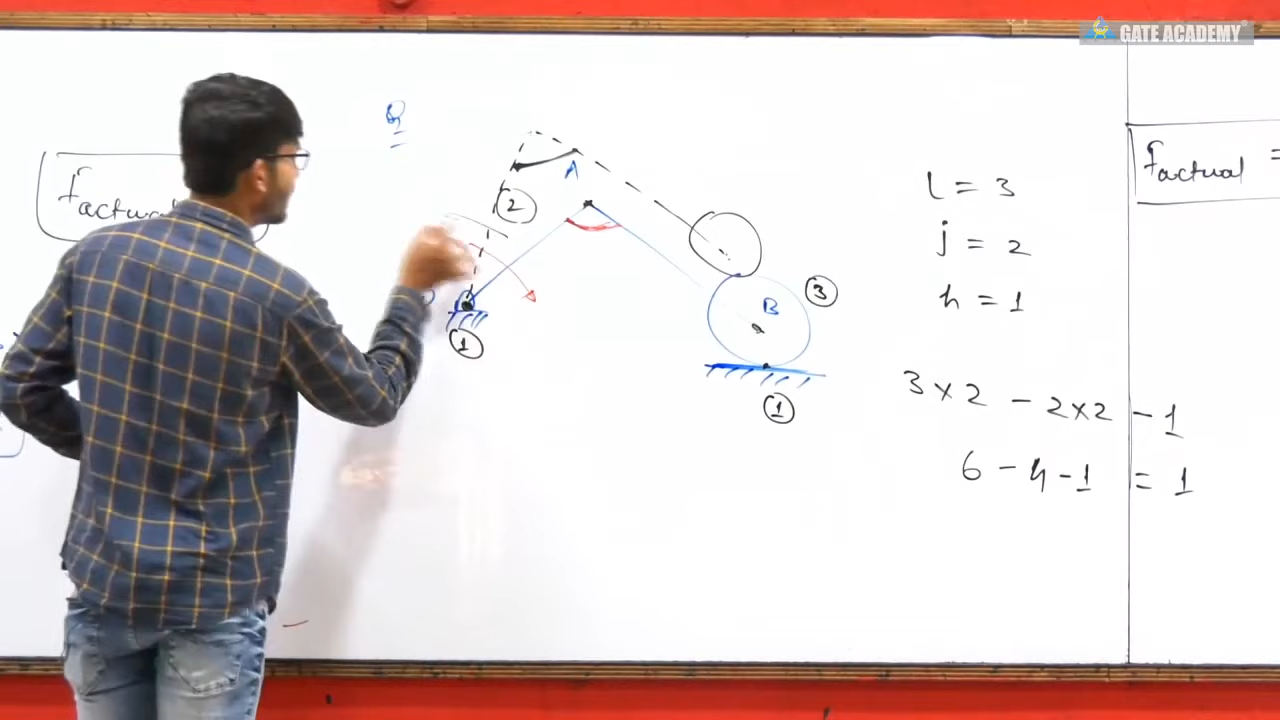 GATE ACADEMY
Q
factual
factual =
A
2
1
B
3
1
l = 3
j = 2
h = 1
3 × 2 - 2 × 2 - 1
6 - 4 - 1 = 1